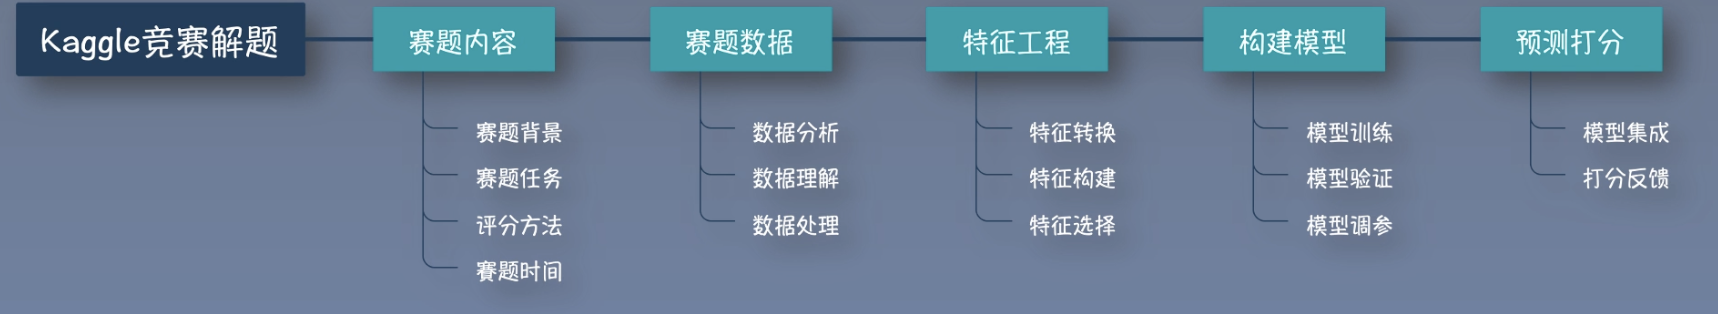 Kaggle竞赛解题
赛题内容
赛题背景
赛题任务
评分方法
賽题时间
赛题数据
数据分析
数据理解
数据处理
特征工程
特征转换
特征构建
特征选择
构建模型
模型训练
模型验证
模型调参
预测打分
模型集成
打分反馈